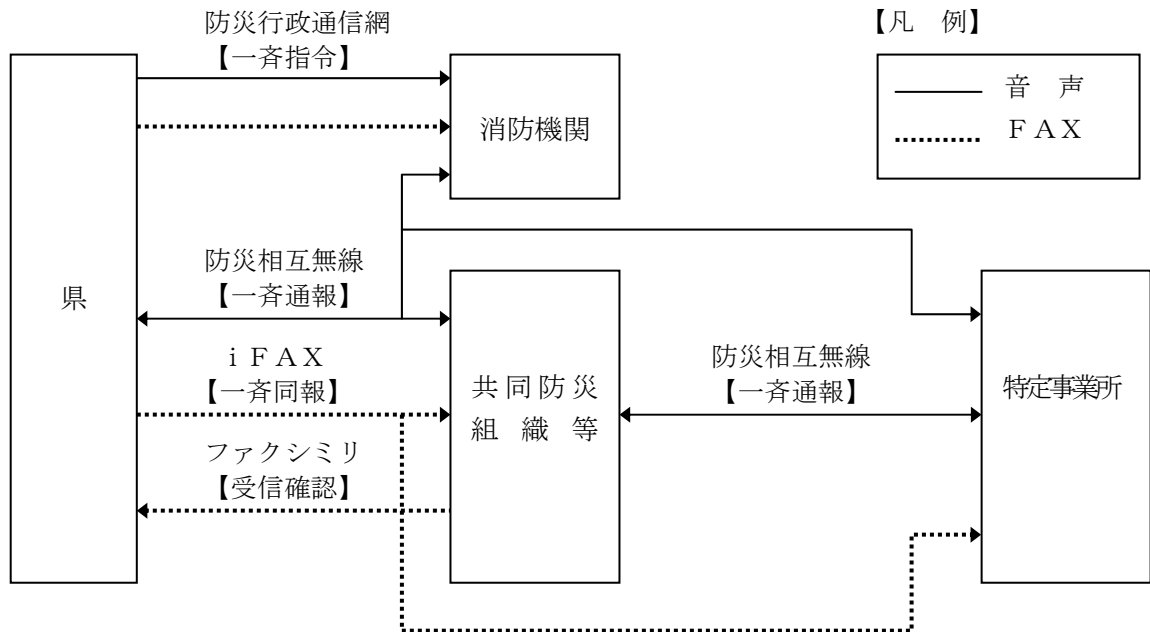 防災行政通信網
【一斉指令】
【凡　例】
音　声
ＦＡＸ
消防機関
防災相互無線
【一斉通報】
県
ｉＦＡＸ
【一斉同報】
共同防災
組　織　等
防災相互無線
【一斉通報】
特定事業所
ファクシミリ
【受信確認】